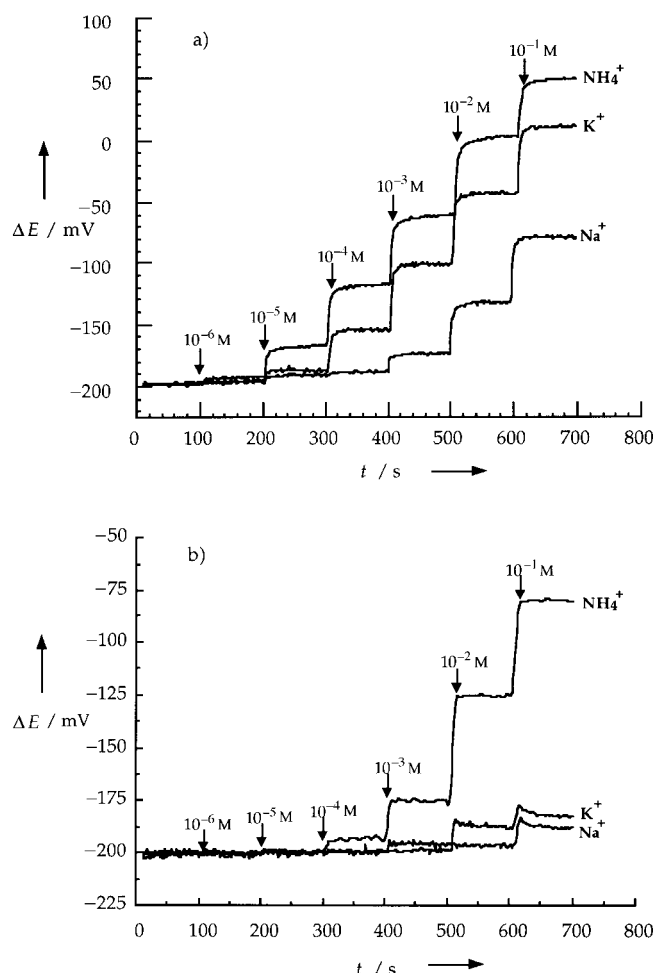 a)
100
50
0
−50
−100
−150
−200
ΔE / mV
10⁻⁶ M
10⁻⁵ M
10⁻⁴ M
10⁻³ M
10⁻² M
10⁻¹ M
NH4⁺
K⁺
Na⁺
0 100 200 300 400 500 600 700 800
t / s
b)
−50
−75
−100
−125
−150
−175
−200
−225
ΔE / mV
10⁻⁶ M
10⁻⁵ M
10⁻⁴ M
10⁻³ M
10⁻² M
10⁻¹ M
NH4⁺
K⁺
Na⁺
0 100 200 300 400 500 600 700 800
t / s